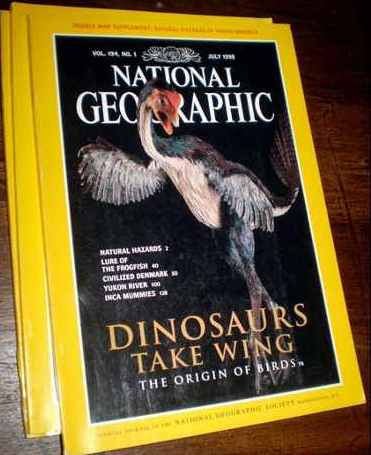 DOUBLE MAP SUPPLEMENT: NATURAL HAZARDS OF NORTH AMERICA
VOL. 194, NO. 1
JULY 1998
NATIONAL
GEOGRAPHIC
NATURAL HAZARDS 2
LURE OF
THE FROGFISH 40
CIVILIZED DENMARK 50
YUKON RIVER 100
INCA MUMMIES 128
DINOSAURS
TAKE WING
THE ORIGIN OF BIRDS 74
OFFICIAL JOURNAL OF THE NATIONAL GEOGRAPHIC SOCIETY WASHINGTON, D.C.